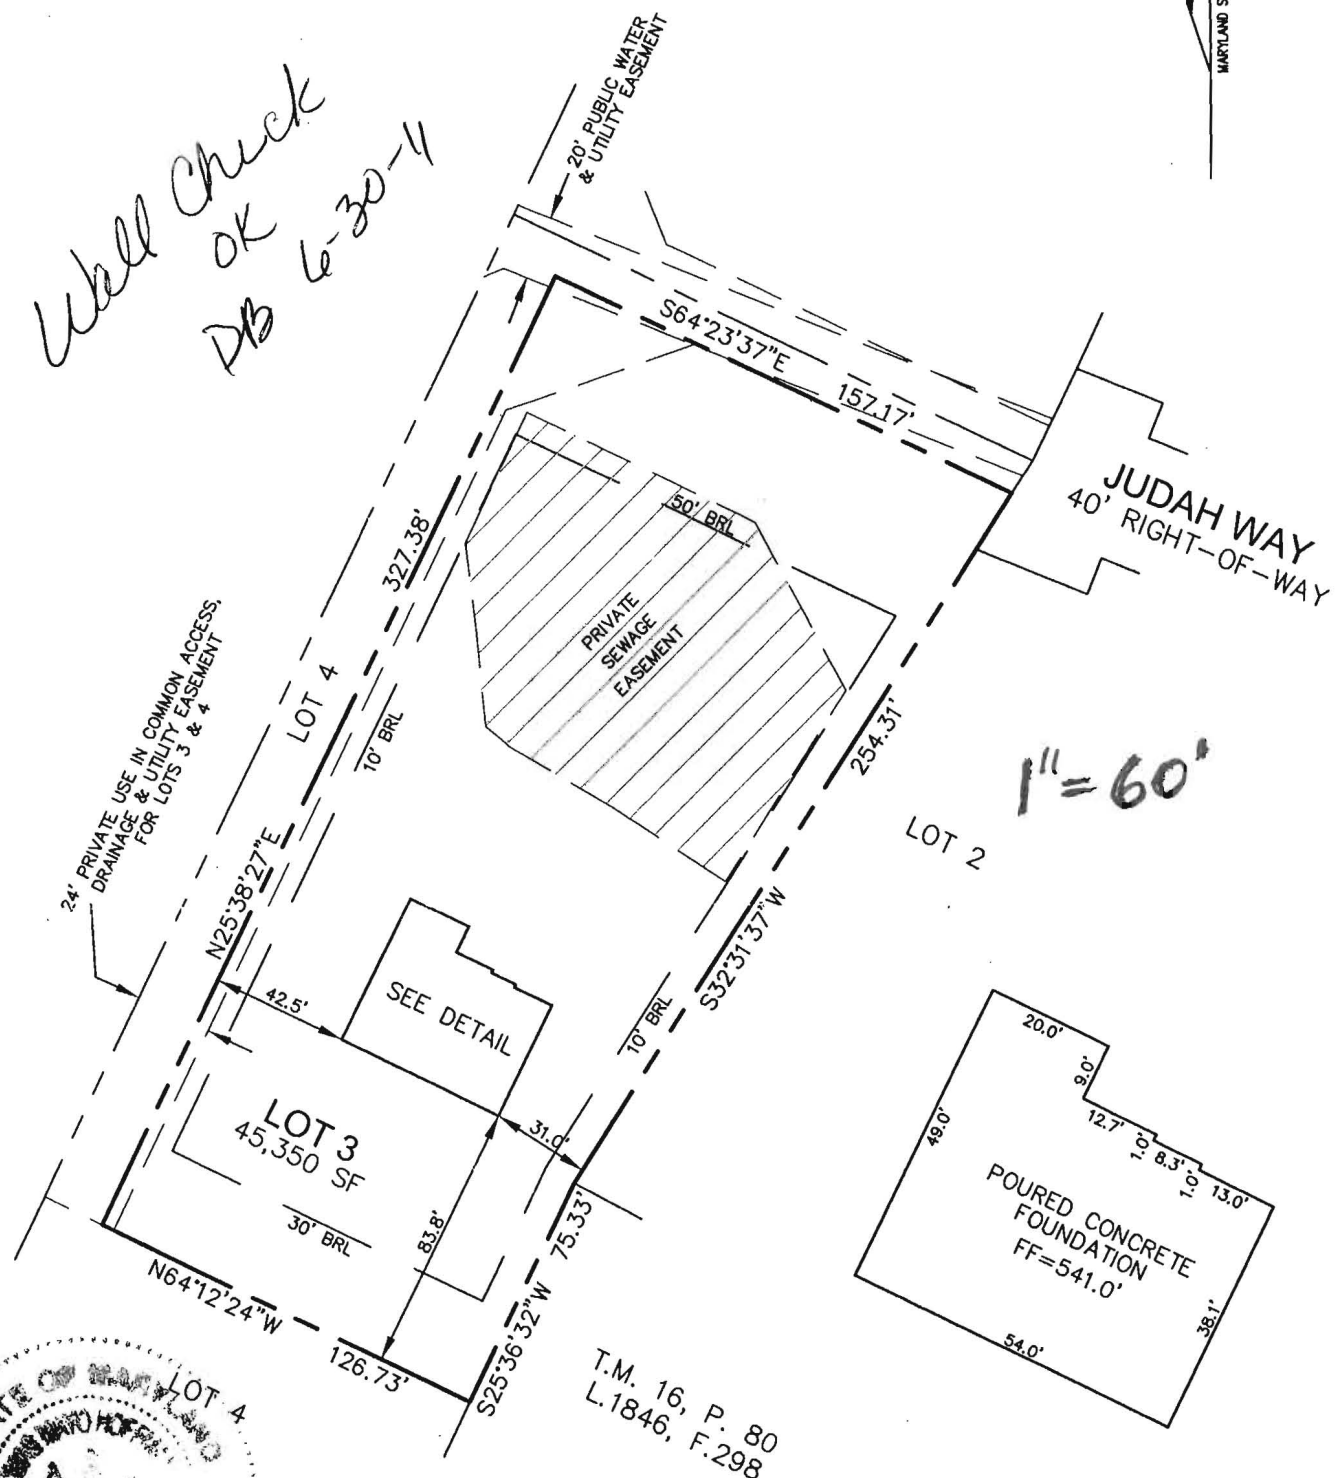 MARYLAND S
Wall Check
OK
DB 6-30-11
20' PUBLIC WATER
& UTILITY EASEMENT
S64°23'37"E 157.17'
JUDAH WAY
40' RIGHT-OF-WAY
50' BRL
327.38'
PRIVATE
SEWAGE
EASEMENT
24' PRIVATE USE IN COMMON ACCESS,
DRAINAGE & UTILITY EASEMENT
FOR LOTS 3 & 4
LOT 4
10' BRL
254.31'
1"=60'
LOT 2
N25°38'27"E
S32°31'37"W
42.5'
SEE DETAIL
10' BRL
LOT 3
45,350 SF
31.0'
30' BRL
83.8'
75.33'
N64°12'24"W
126.73'
S25°36'32"W
20.0'
9.0'
12.7'
1.0'
8.3'
1.0'
13.0'
49.0'
POURED CONCRETE
FOUNDATION
FF=541.0'
38.1'
54.0'
T.M. 16, P. 80
L.1846, F.298
LOT 4
OF MARYLAND